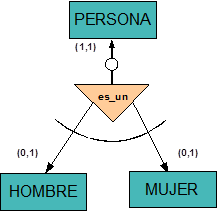 PERSONA
(1,1)
es_un
(0,1)
(0,1)
HOMBRE
MUJER